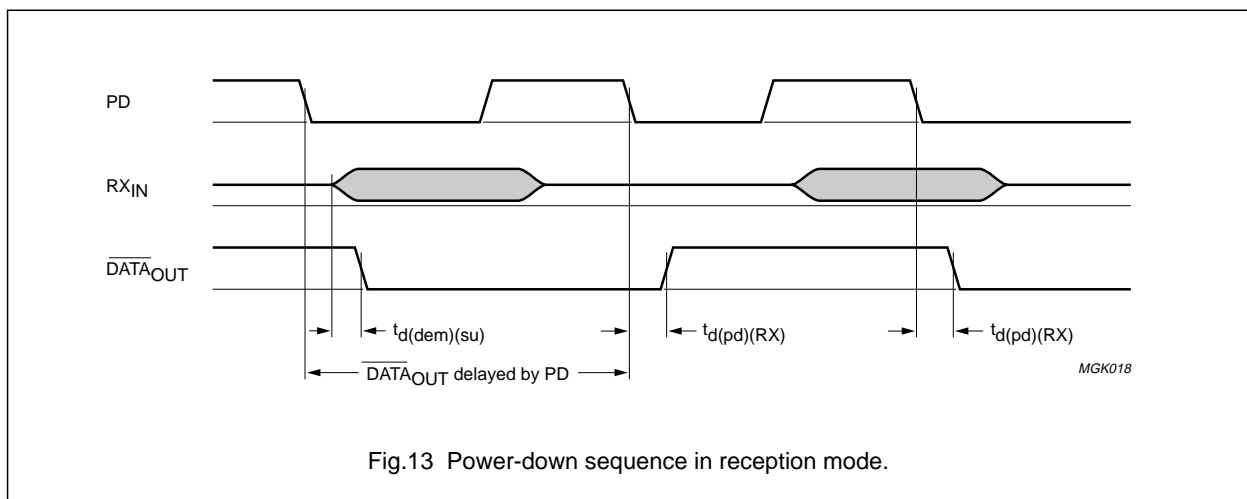 PD
RXIN
DATAOUT
td(dem)(su)
td(pd)(RX)
td(pd)(RX)
DATAOUT delayed by PD
MGK018
Fig.13 Power-down sequence in reception mode.